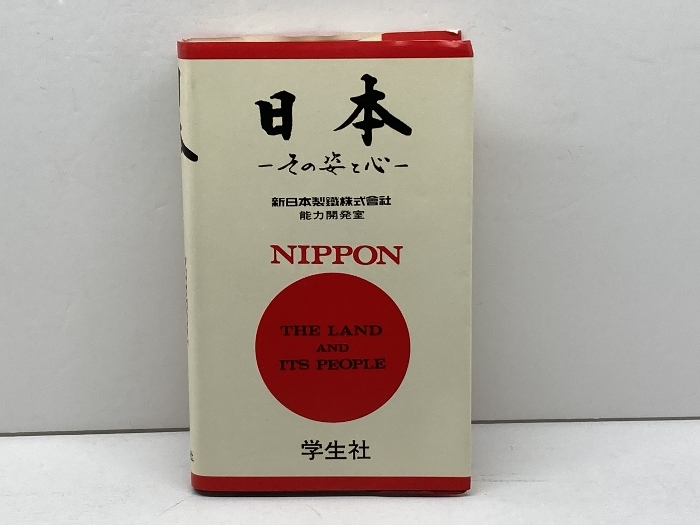 日本
－その姿と心－
新日本製鐵株式會社
能力開発室
NIPPON
THE LAND
AND
ITS PEOPLE
学生社